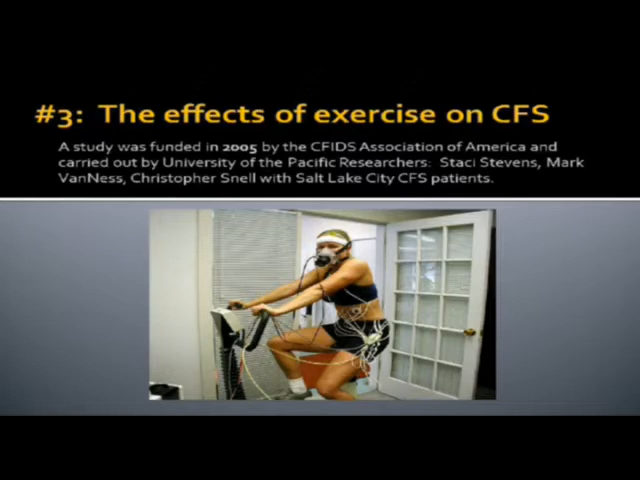 #3: The effects of exercise on CFS
A study was funded in 2005 by the CFIDS Association of America and
carried out by University of the Pacific Researchers: Staci Stevens, Mark
VanNess, Christopher Snell with Salt Lake City CFS patients.